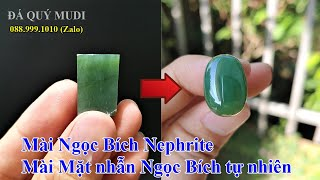 ĐÁ QUÝ MUDI
088.999.1010 (Zalo)
Mài Ngọc Bích Nephrite
Mài Mặt nhẫn Ngọc Bích tự nhiên